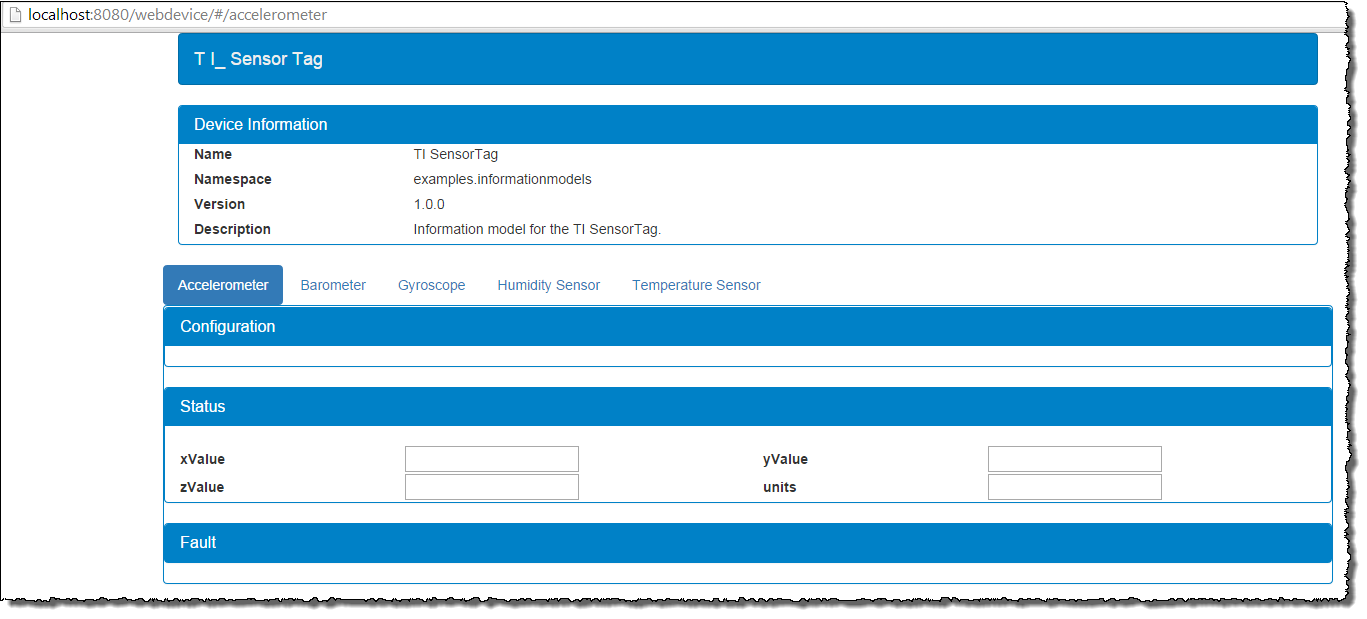 localhost:8080/webdevice/#/accelerometer
T I_ Sensor Tag
Device Information
Name TI SensorTag
Namespace examples.informationmodels
Version 1.0.0
Description Information model for the TI SensorTag.
Accelerometer Barometer Gyroscope Humidity Sensor Temperature Sensor
Configuration
Status
xValue yValue
zValue units
Fault